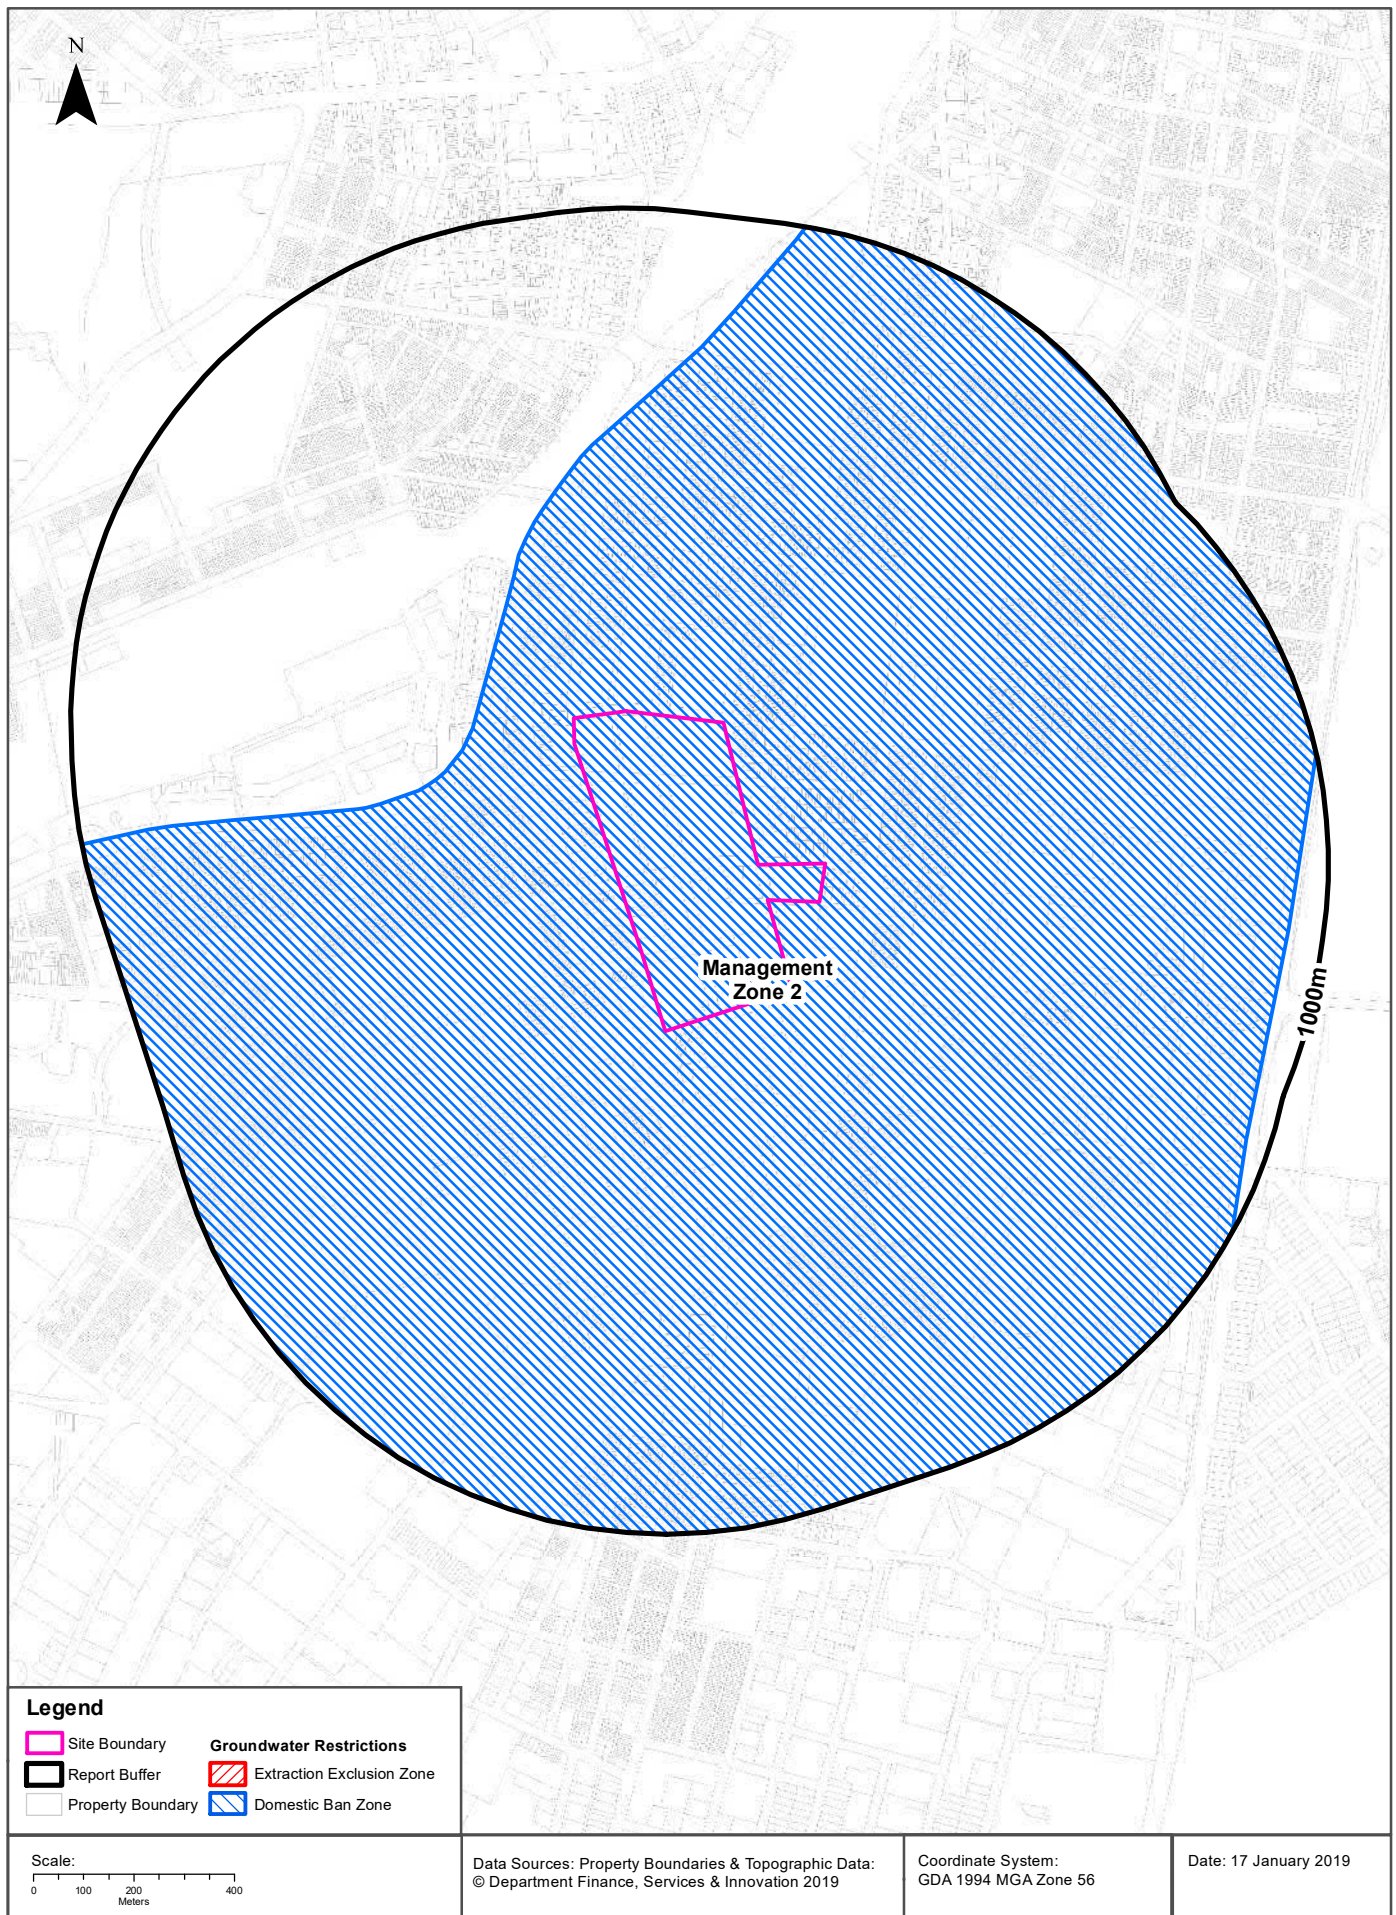 N
Management
Zone 2
1000m
Legend
Site Boundary
Report Buffer
Property Boundary
Groundwater Restrictions
Extraction Exclusion Zone
Domestic Ban Zone
Scale:
0 100 200 400
Meters
Data Sources: Property Boundaries & Topographic Data:
© Department Finance, Services & Innovation 2019
Coordinate System:
GDA 1994 MGA Zone 56
Date: 17 January 2019